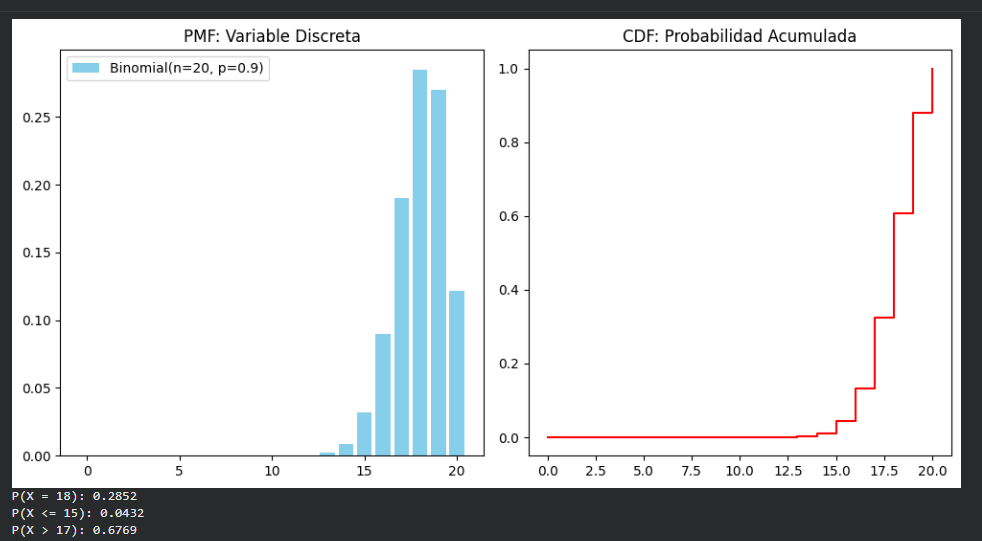 PMF: Variable Discreta
Binomial(n=20, p=0.9)
0.25
0.20
0.15
0.10
0.05
0.00
0 5 10 15 20
CDF: Probabilidad Acumulada
1.0
0.8
0.6
0.4
0.2
0.0
0.0 2.5 5.0 7.5 10.0 12.5 15.0 17.5 20.0
P(X = 18): 0.2852
P(X <= 15): 0.0432
P(X > 17): 0.6769